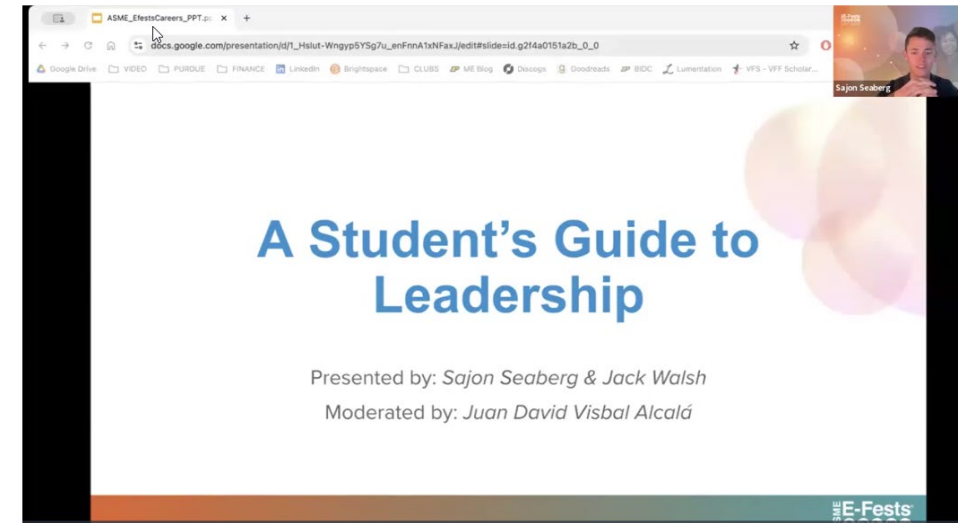 ASME_EfestsCareers_PPT.p
docs.google.com/presentation/d/1_Hslut-Wngyp5YSg7u_enFnnA1xNFaxJ/edit#slide=id.g2f4a0151a2b_0_0
Google Drive VIDEO PURDUE FINANCE LinkedIn Brightspace CLUBS ME Blog Discogs Goodreads BIDC Lumentation VFS - VFF Scholar...
E-Fests
Sajon Seaberg
A Student's Guide to
Leadership
Presented by: Sajon Seaberg & Jack Walsh
Moderated by: Juan David Visbal Alcalá
ASME E-Fests